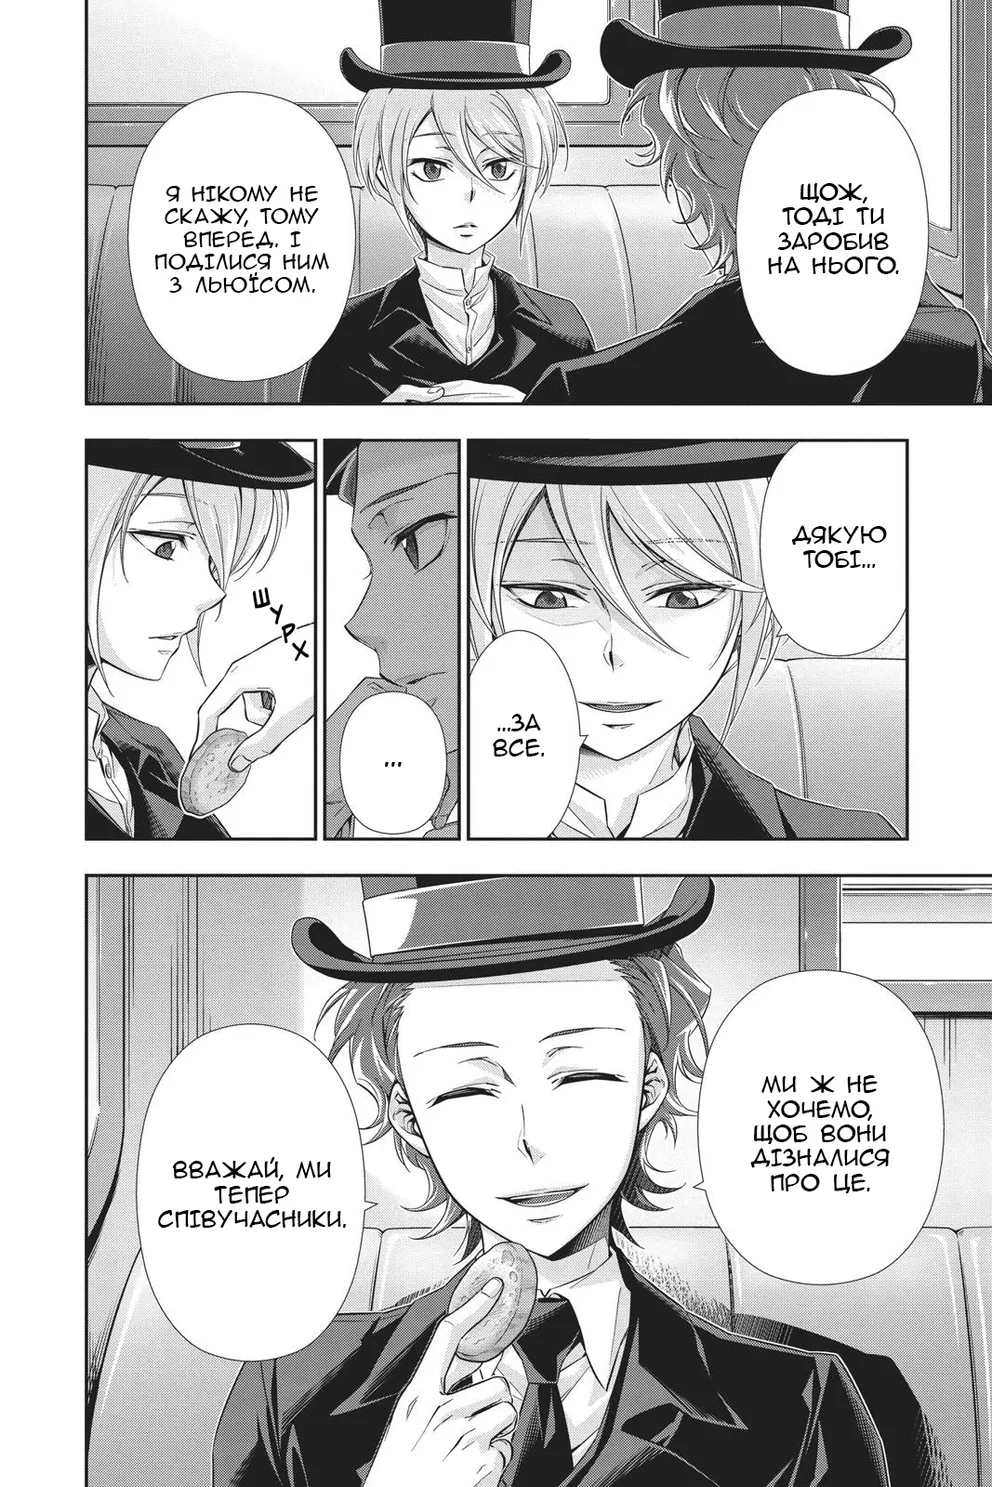 ЩОЖ,
ТОДІ ТИ
ЗАРОБИВ
НА НЬОГО.
Я НІКОМУ НЕ
СКАЖУ, ТОМУ
ВПЕРЕД. І
ПОДІЛИСЯ НИМ
З ЛЬЮЇСОМ.
ДЯКУЮ
ТОБІ...
...ЗА
ВСЕ.
...
ШУРХ
МИ Ж НЕ
ХОЧЕМО,
ЩОБ ВОНИ
ДІЗНАЛИСЯ
ПРО ЦЕ.
ВВАЖАЙ, МИ
ТЕПЕР
СПІВУЧАСНИКИ.